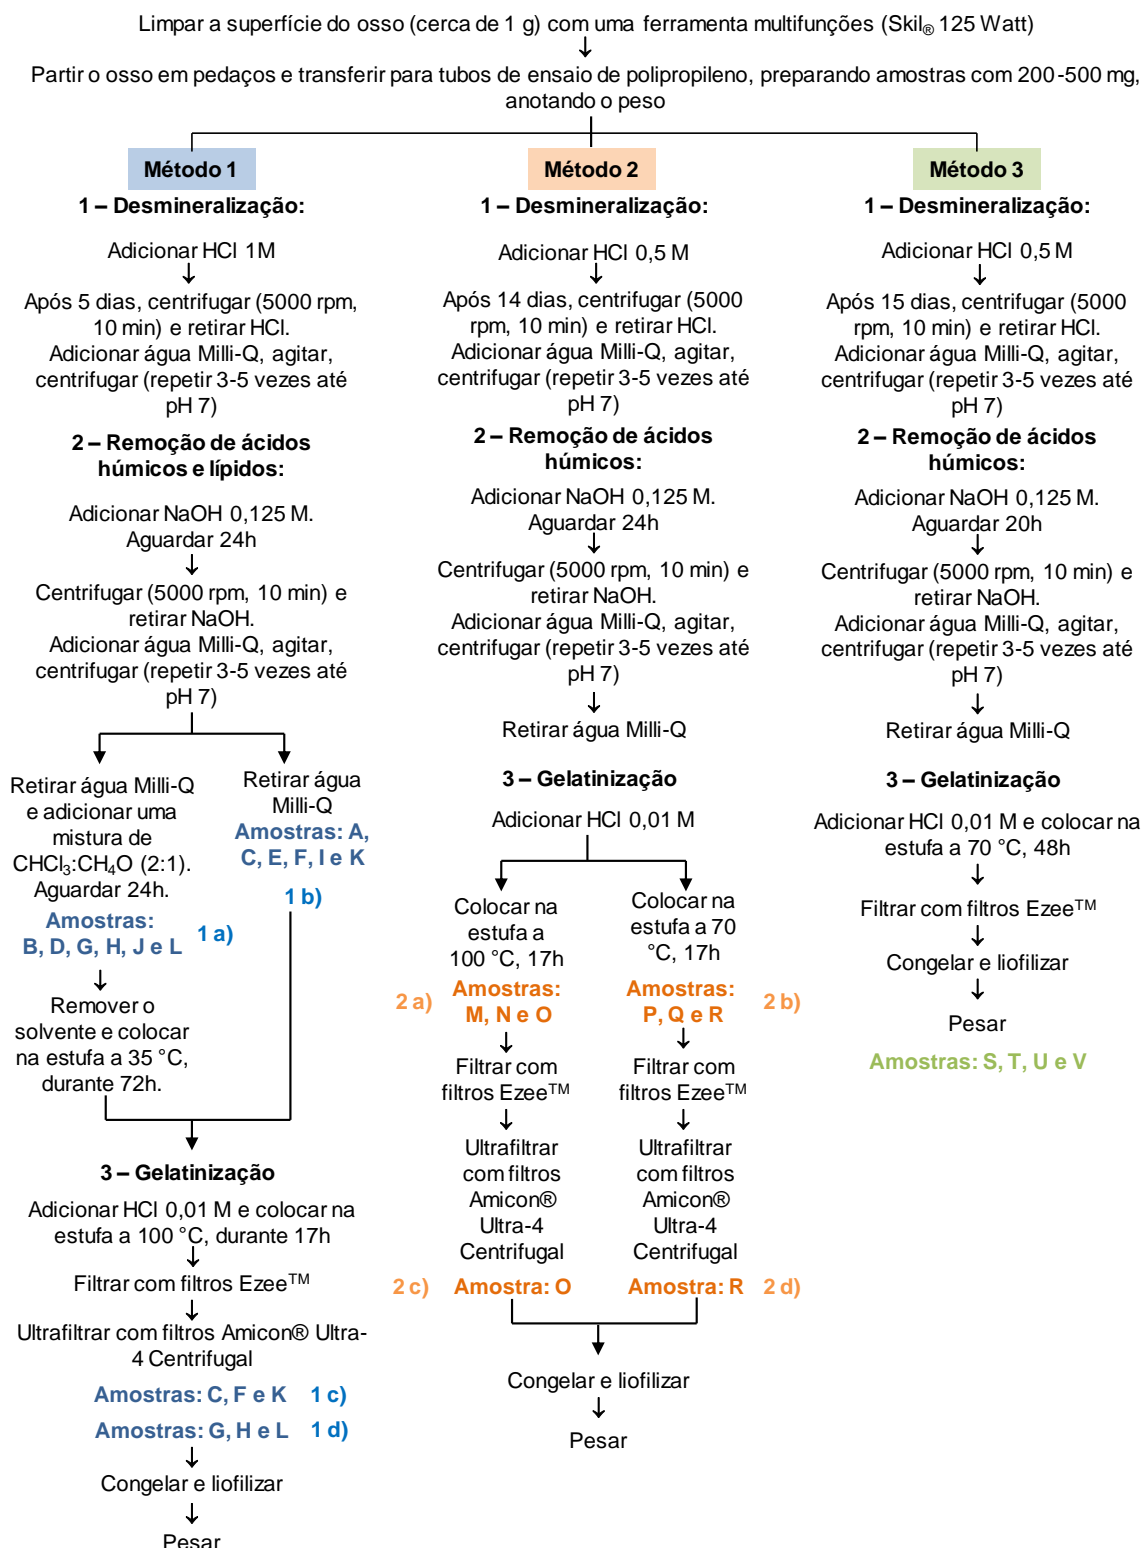 Limpar a superfície do osso (cerca de 1 g) com uma ferramenta multifunções (Skil® 125 Watt)
Partir o osso em pedaços e transferir para tubos de ensaio de polipropileno, preparando amostras com 200-500 mg,
anotando o peso
Método 1
1 – Desmineralização:
Adicionar HCl 1M
Após 5 dias, centrifugar (5000 rpm,
10 min) e retirar HCl.
Adicionar água Milli-Q, agitar,
centrifugar (repetir 3-5 vezes até
pH 7)
2 – Remoção de ácidos
húmicos e lípidos:
Adicionar NaOH 0,125 M.
Aguardar 24h
Centrifugar (5000 rpm, 10 min) e
retirar NaOH.
Adicionar água Milli-Q, agitar,
centrifugar (repetir 3-5 vezes até
pH 7)
Retirar água Milli-Q
e adicionar uma
mistura de
CHCl₃:CH₄O (2:1).
Aguardar 24h.
Amostras:
B, D, G, H, J e L
1 a)
Remover o
solvente e colocar
na estufa a 35 °C,
durante 72h.
Retirar água
Milli-Q
Amostras: A,
C, E, F, I e K
1 b)
3 – Gelatinização
Adicionar HCl 0,01 M e colocar na
estufa a 100 °C, durante 17h
Filtrar com filtros Ezee™
Ultrafiltrar com filtros Amicon® Ultra-
4 Centrifugal
Amostras: C, F e K 1 c)
Amostras: G, H e L 1 d)
Congelar e liofilizar
Pesar
Método 2
1 – Desmineralização:
Adicionar HCl 0,5 M
Após 14 dias, centrifugar (5000
rpm, 10 min) e retirar HCl.
Adicionar água Milli-Q, agitar,
centrifugar (repetir 3-5 vezes até
pH 7)
2 – Remoção de ácidos
húmicos:
Adicionar NaOH 0,125 M.
Aguardar 24h
Centrifugar (5000 rpm, 10 min) e
retirar NaOH.
Adicionar água Milli-Q, agitar,
centrifugar (repetir 3-5 vezes até
pH 7)
Retirar água Milli-Q
3 – Gelatinização
Adicionar HCl 0,01 M
Colocar na
estufa a
100 °C, 17h
2 a)
Amostras:
M, N e O
Filtrar com
filtros Ezee™
Ultrafiltrar
com filtros
Amicon®
Ultra-4
Centrifugal
2 c) Amostra: O
Colocar na
estufa a 70
°C, 17h
Amostras:
P, Q e R
2 b)
Filtrar com
filtros Ezee™
Ultrafiltrar
com filtros
Amicon®
Ultra-4
Centrifugal
Amostra: R 2 d)
Congelar e liofilizar
Pesar
Método 3
1 – Desmineralização:
Adicionar HCl 0,5 M
Após 15 dias, centrifugar (5000
rpm, 10 min) e retirar HCl.
Adicionar água Milli-Q, agitar,
centrifugar (repetir 3-5 vezes até
pH 7)
2 – Remoção de ácidos
húmicos:
Adicionar NaOH 0,125 M.
Aguardar 20h
Centrifugar (5000 rpm, 10 min) e
retirar NaOH.
Adicionar água Milli-Q, agitar,
centrifugar (repetir 3-5 vezes até
pH 7)
Retirar água Milli-Q
3 – Gelatinização
Adicionar HCl 0,01 M e colocar na
estufa a 70 °C, 48h
Filtrar com filtros Ezee™
Congelar e liofilizar
Pesar
Amostras: S, T, U e V